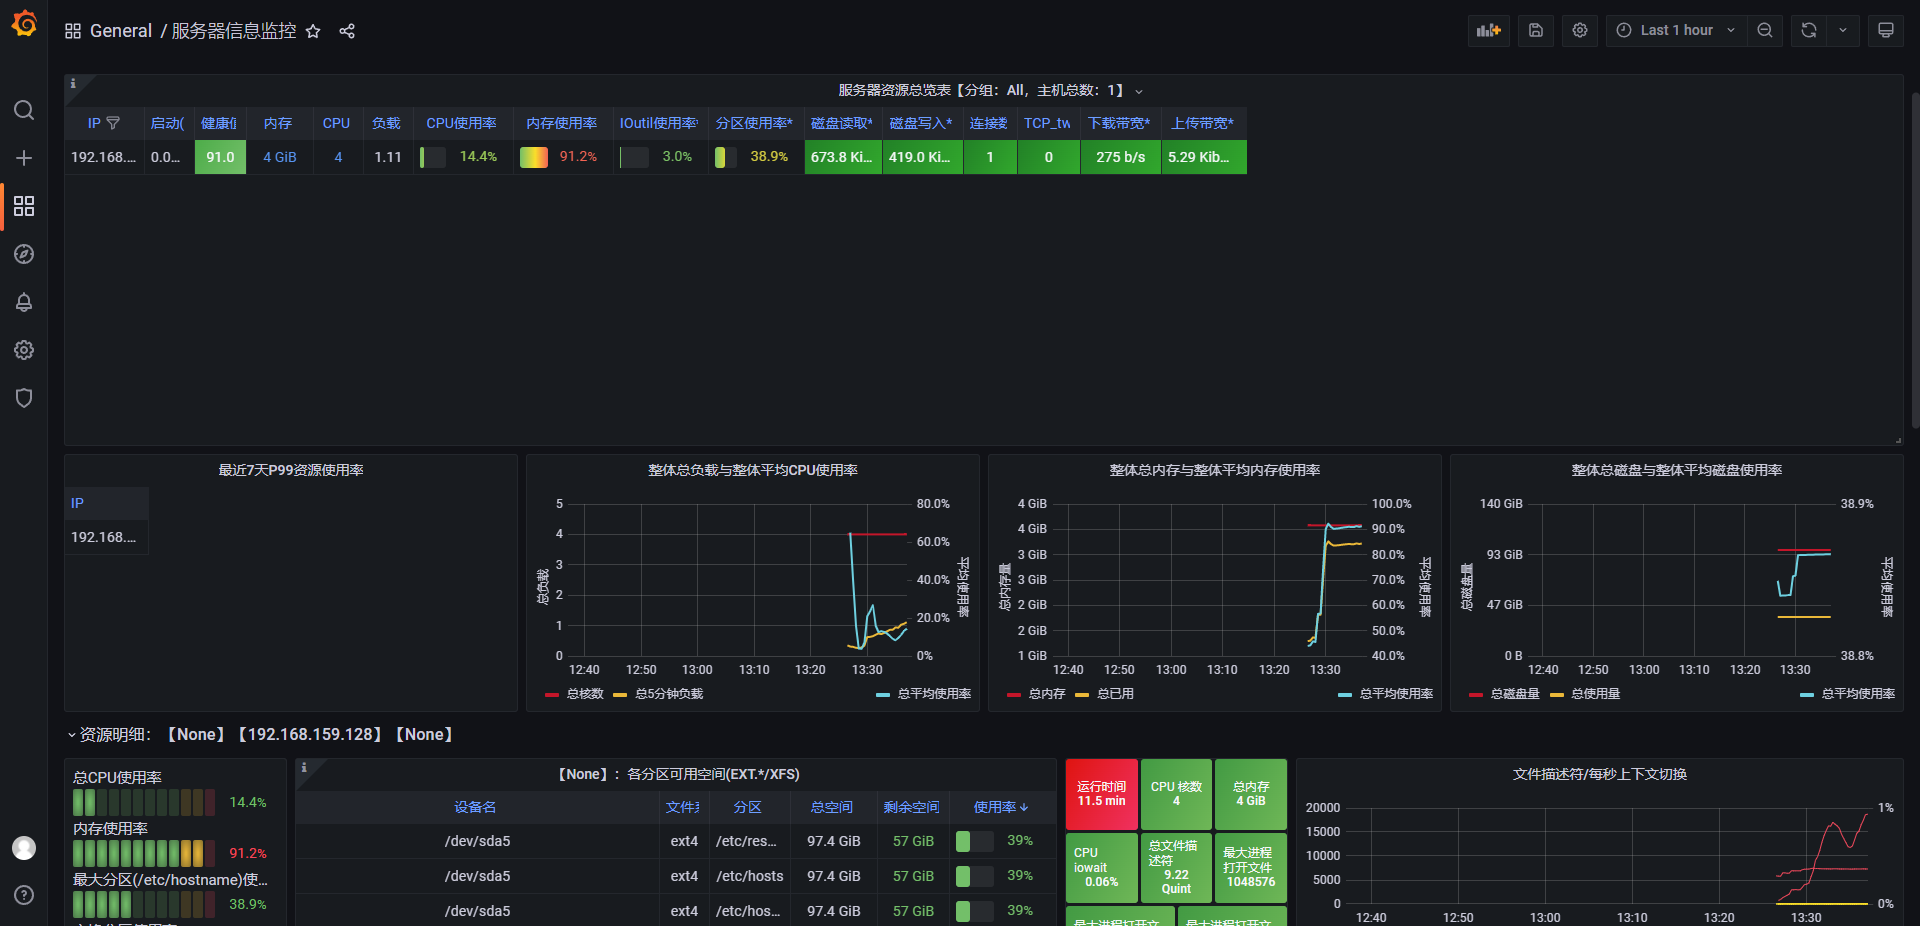 General / 服务器信息监控
Last 1 hour
服务器资源总览表【分组：All，主机总数：1】
IP 启动( 健康值 内存 CPU 负载 CPU使用率 内存使用率 IOutil使用率* 分区使用率* 磁盘读取* 磁盘写入* 连接数 TCP_tw 下载带宽* 上传带宽*
192.168.... 0.0... 91.0 4 GiB 4 1.11 14.4% 91.2% 3.0% 38.9% 673.8 Ki... 419.0 Ki... 1 0 275 b/s 5.29 Kib...
最近7天P99资源使用率
IP
192.168....
整体总负载与整体平均CPU使用率
总负载
5
4
3
2
1
0
80.0%
60.0%
40.0%
20.0%
0%
整体平均使用率
12:40 12:50 13:00 13:10 13:20 13:30
总核数 总5分钟负载 总平均使用率
整体总内存与整体平均内存使用率
总内存量
4 GiB
4 GiB
3 GiB
3 GiB
2 GiB
2 GiB
1 GiB
100.0%
90.0%
80.0%
70.0%
60.0%
50.0%
40.0%
整体平均使用率
12:40 12:50 13:00 13:10 13:20 13:30
总内存 总已用 总平均使用率
整体总磁盘与整体平均磁盘使用率
总磁盘量
140 GiB
93 GiB
47 GiB
0 B
38.9%
38.8%
整体平均使用率
12:40 12:50 13:00 13:10 13:20 13:30
总磁盘量 总使用量 总平均使用率
资源明细：【None】【192.168.159.128】【None】
总CPU使用率
14.4%
内存使用率
91.2%
最大分区(/etc/hostname)使...
38.9%
【None】：各分区可用空间(EXT.*/XFS)
设备名 文件系 分区 总空间 剩余空间 使用率
/dev/sda5 ext4 /etc/res... 97.4 GiB 57 GiB 39%
/dev/sda5 ext4 /etc/hosts 97.4 GiB 57 GiB 39%
/dev/sda5 ext4 /etc/hos... 97.4 GiB 57 GiB 39%
运行时间
11.5 min
CPU 核数
4
总内存
4 GiB
CPU
iowait
0.06%
总文件描
述符
9.22
Quint
最大进程
打开文件
1048576
文件描述符/每秒上下文切换
20000
15000
10000
5000
0
1%
0%
12:40 12:50 13:00 13:10 13:20 13:30